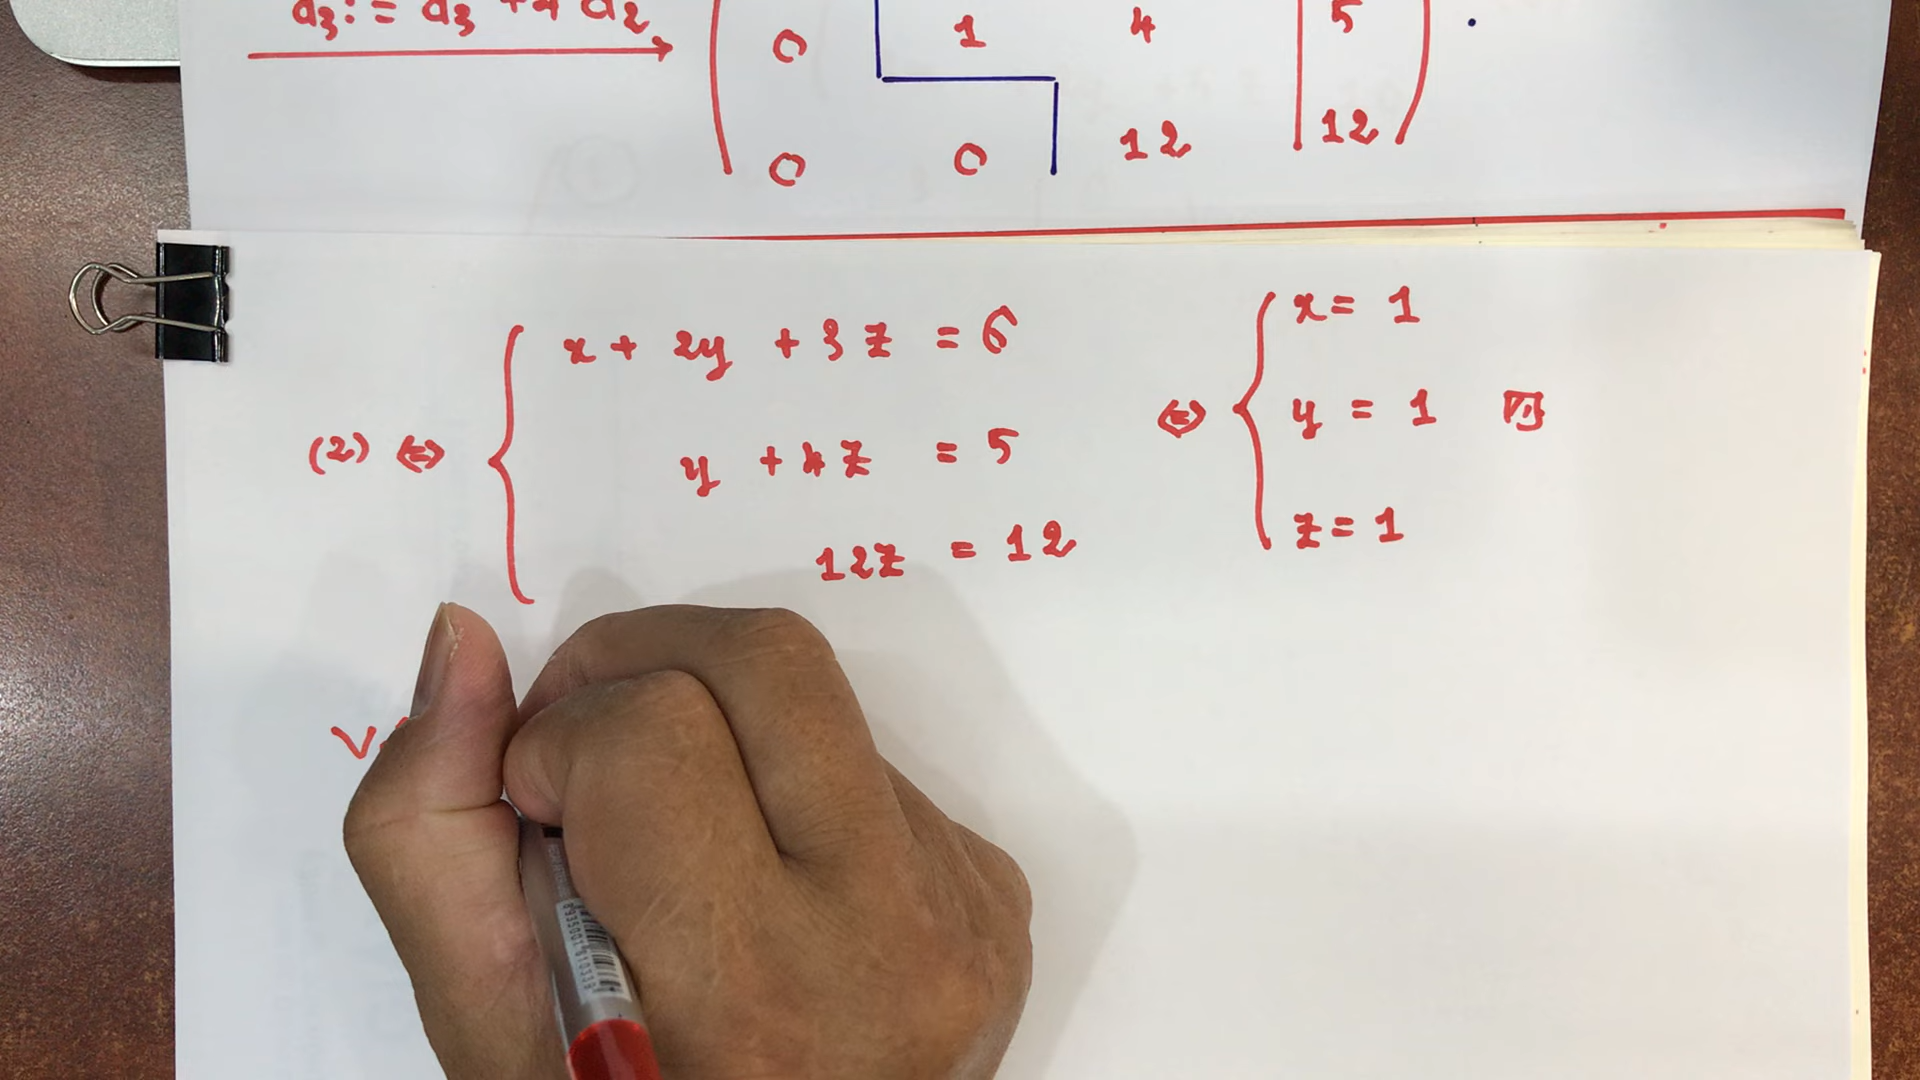 d₃ := d₃ + 4 d₂
0 1 4 | 5 .
0 0 12 | 12
x + 2y + 3z = 6
(2) ⇔ y + 4z = 5
12z = 12
⇔ x = 1
y = 1
z = 1